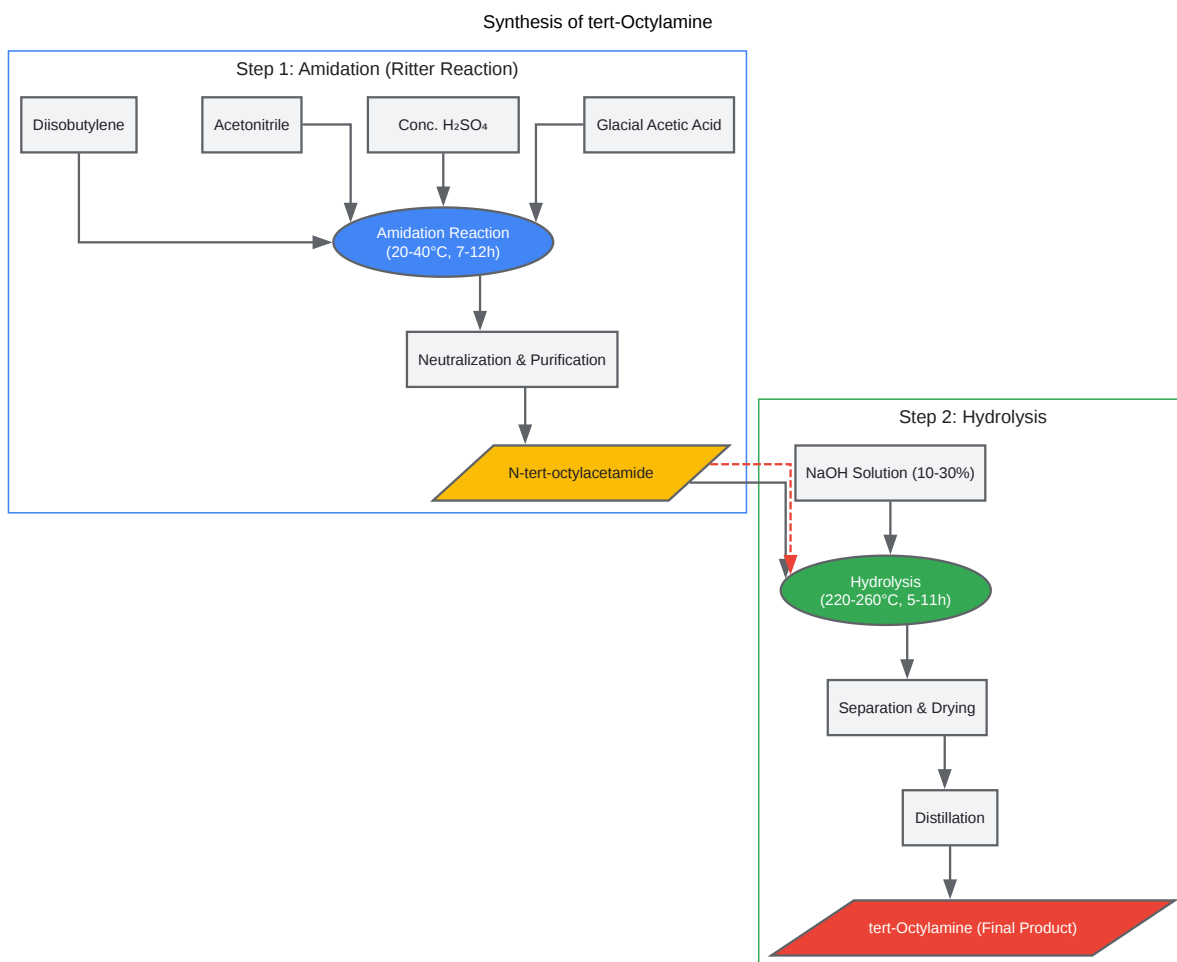 Synthesis of tert-Octylamine
Step 1: Amidation (Ritter Reaction)
Diisobutylene
Acetonitrile
Conc. H₂SO₄
Glacial Acetic Acid
Amidation Reaction
(20-40°C, 7-12h)
Neutralization & Purification
N-tert-octylacetamide
Step 2: Hydrolysis
NaOH Solution (10-30%)
Hydrolysis
(220-260°C, 5-11h)
Separation & Drying
Distillation
tert-Octylamine (Final Product)